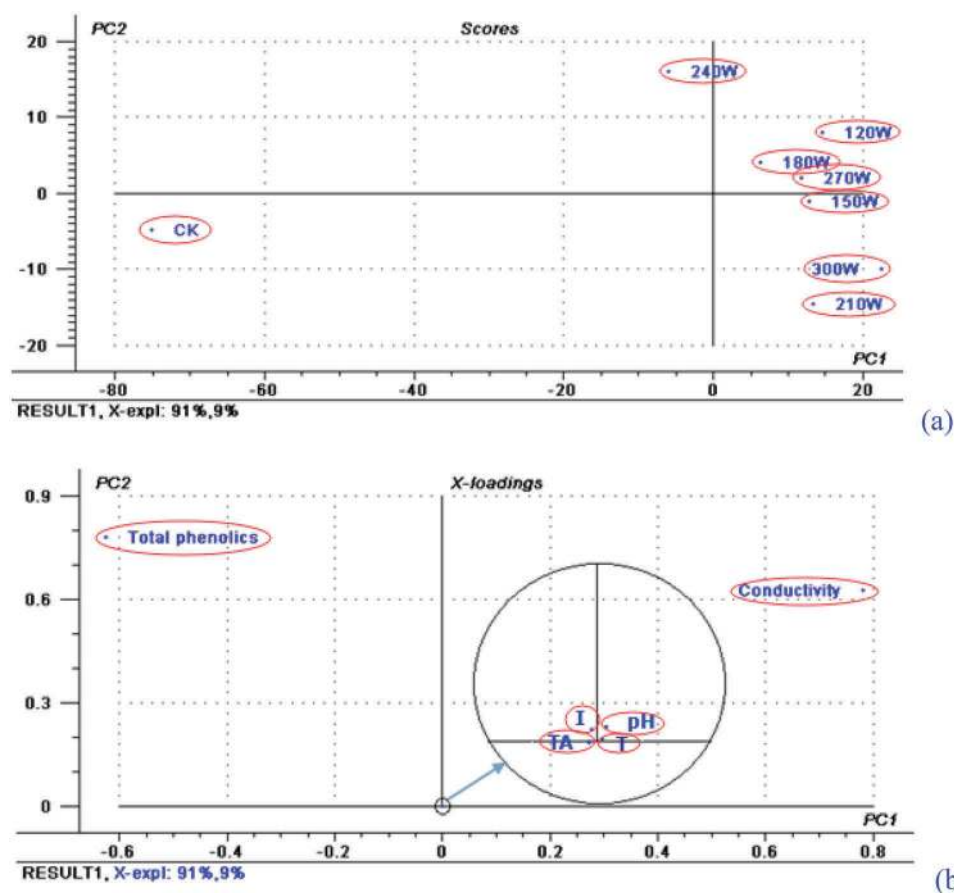 PC2 Scores
20
240W
10
120W
180W
270W
0
150W
CK
-10
300W
210W
-20
PC1
-80 -60 -40 -20 0 20
RESULT1, X-expl: 91%,9%
(a)
PC2 X-loadings
0.9
Total phenolics
Conductivity
0.6
0.3
I pH
TA T
0
PC1
-0.6 -0.4 -0.2 0 0.2 0.4 0.6 0.8
RESULT1, X-expl: 91%,9%
(b